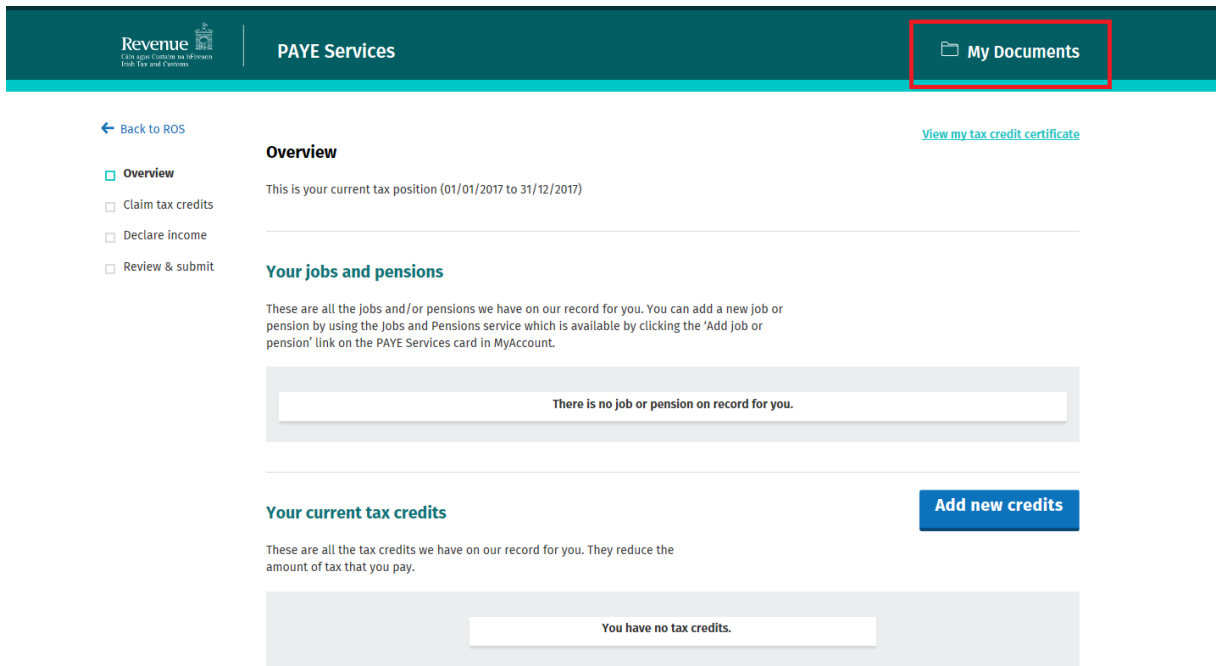 Revenue
Cáin agus Custaim na hÉireann
Irish Tax and Customs
PAYE Services
My Documents
Back to ROS
View my tax credit certificate
Overview
Overview
This is your current tax position (01/01/2017 to 31/12/2017)
Claim tax credits
Declare income
Review & submit
Your jobs and pensions
These are all the jobs and/or pensions we have on our record for you. You can add a new job or
pension by using the Jobs and Pensions service which is available by clicking the ‘Add job or
pension’ link on the PAYE Services card in MyAccount.
There is no job or pension on record for you.
Your current tax credits
Add new credits
These are all the tax credits we have on our record for you. They reduce the
amount of tax that you pay.
You have no tax credits.